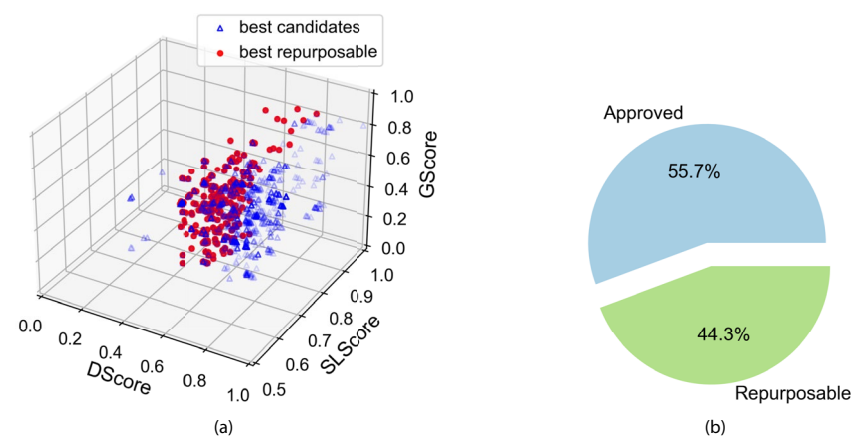 best candidates
best repurposable
1.0
0.8
0.6
0.4
0.2
0.0
GScore
0.0
0.2
0.4
0.6
0.8
1.0
DScore
0.5
0.6
0.7
0.8
0.9
1.0
SLScore
(a)
Approved
55.7%
44.3%
Repurposable
(b)